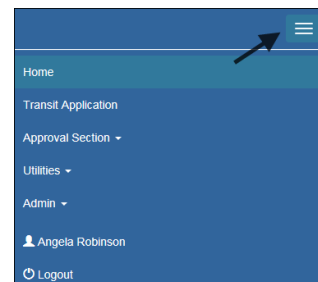 Home
Transit Application
Approval Section
Utilities
Admin
Angela Robinson
Logout